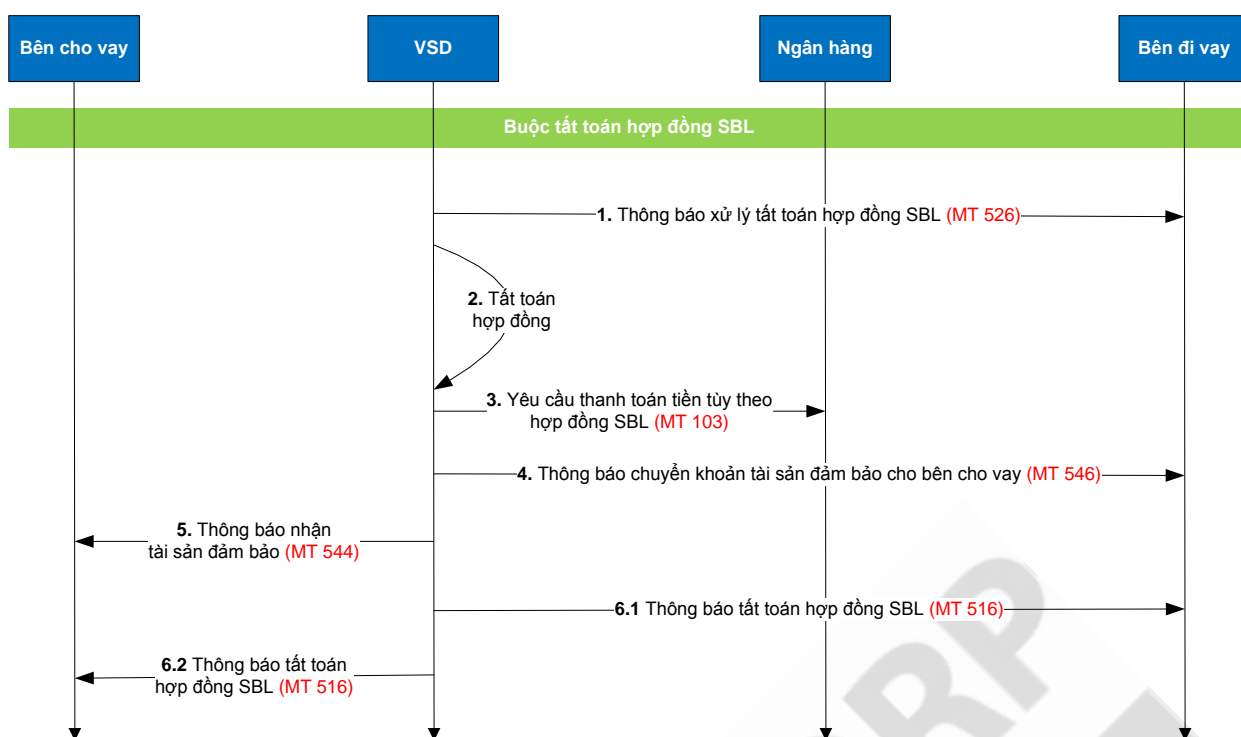 Bên cho vay
VSD
Ngân hàng
Bên đi vay
Buộc tất toán hợp đồng SBL
1. Thông báo xử lý tất toán hợp đồng SBL (MT 526)
2. Tất toán
hợp đồng
3. Yêu cầu thanh toán tiền tùy theo
hợp đồng SBL (MT 103)
4. Thông báo chuyển khoản tài sản đảm bảo cho bên cho vay (MT 546)
5. Thông báo nhận
tài sản đảm bảo (MT 544)
6.1 Thông báo tất toán hợp đồng SBL (MT 516)
6.2 Thông báo tất toán
hợp đồng SBL (MT 516)
RP